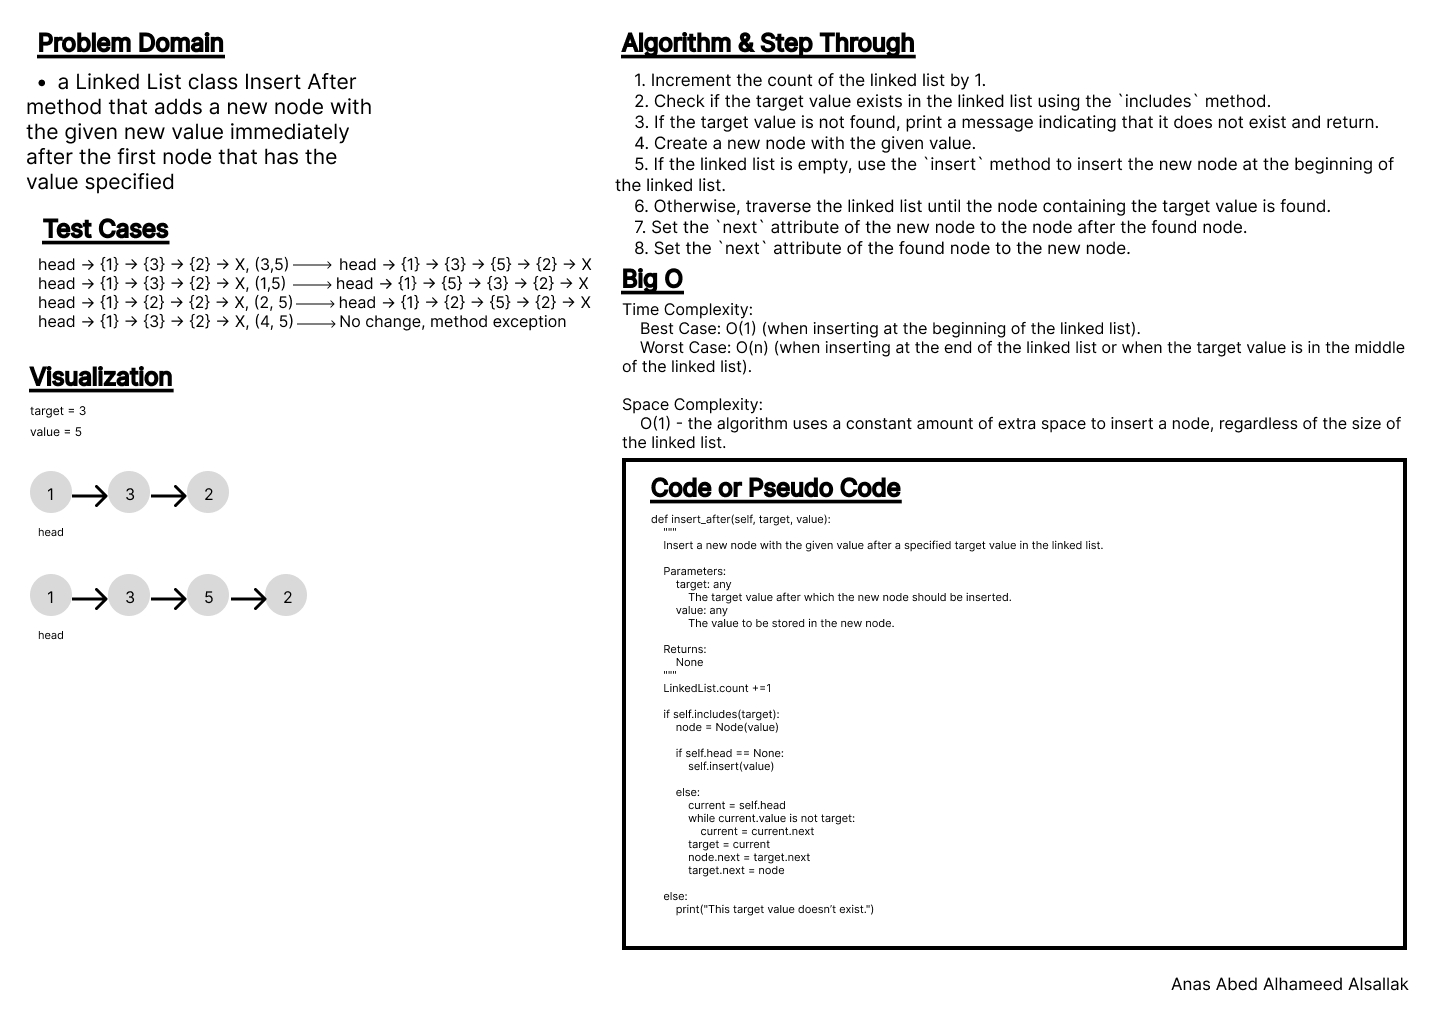 Problem Domain
• a Linked List class Insert After
method that adds a new node with
the given new value immediately
after the first node that has the
value specified
Test Cases
head -> {1} -> {3} -> {2} -> X, (3,5) ⟶ head -> {1} -> {3} -> {5} -> {2} -> X
head -> {1} -> {3} -> {2} -> X, (1,5) ⟶ head -> {1} -> {5} -> {3} -> {2} -> X
head -> {1} -> {2} -> {2} -> X, (2, 5) ⟶ head -> {1} -> {2} -> {5} -> {2} -> X
head -> {1} -> {3} -> {2} -> X, (4, 5) ⟶ No change, method exception
Visualization
target = 3
value = 5
1 3 2
head
1 3 5 2
head
Algorithm & Step Through
1. Increment the count of the linked list by 1.
2. Check if the target value exists in the linked list using the `includes` method.
3. If the target value is not found, print a message indicating that it does not exist and return.
4. Create a new node with the given value.
5. If the linked list is empty, use the `insert` method to insert the new node at the beginning of
the linked list.
6. Otherwise, traverse the linked list until the node containing the target value is found.
7. Set the `next` attribute of the new node to the node after the found node.
8. Set the `next` attribute of the found node to the new node.
Big O
Time Complexity:
Best Case: O(1) (when inserting at the beginning of the linked list).
Worst Case: O(n) (when inserting at the end of the linked list or when the target value is in the middle
of the linked list).
Space Complexity:
O(1) - the algorithm uses a constant amount of extra space to insert a node, regardless of the size of
the linked list.
Code or Pseudo Code
def insert_after(self, target, value):
"""
Insert a new node with the given value after a specified target value in the linked list.
Parameters:
target: any
The target value after which the new node should be inserted.
value: any
The value to be stored in the new node.
Returns:
None
"""
LinkedList.count +=1
if self.includes(target):
node = Node(value)
if self.head == None:
self.insert(value)
else:
current = self.head
while current.value is not target:
current = current.next
target = current
node.next = target.next
target.next = node
else:
print("This target value doesn't exist.")
Anas Abed Alhameed Alsallak